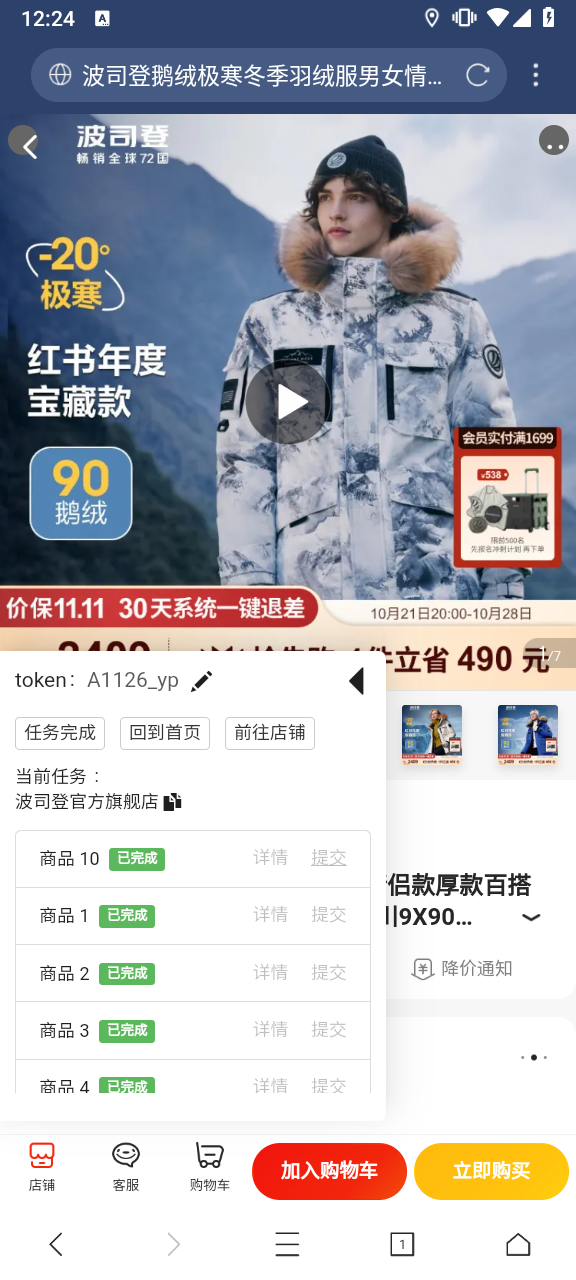 12:24
A
波司登鹅绒极寒冬季羽绒服男女情...
波司登
畅销全球72国
-20°
极寒
红书年度
宝藏款
90
鹅绒
会员实付满1699
¥538
限前500名
先报名冲刺计划 再下单
价保11.11 30天系统一键退差
10月21日20:00-10月28日
件立省 490 元
1/7
token: A1126_yp
任务完成 回到首页 前往店铺
当前任务：
波司登官方旗舰店
商品 10 已完成 详情 提交
商品 1 已完成 详情 提交
商品 2 已完成 详情 提交
商品 3 已完成 详情 提交
商品 4 已完成 详情 提交
侣款厚款百搭
川9X90...
降价通知
店铺 客服 购物车 加入购物车 立即购买
1